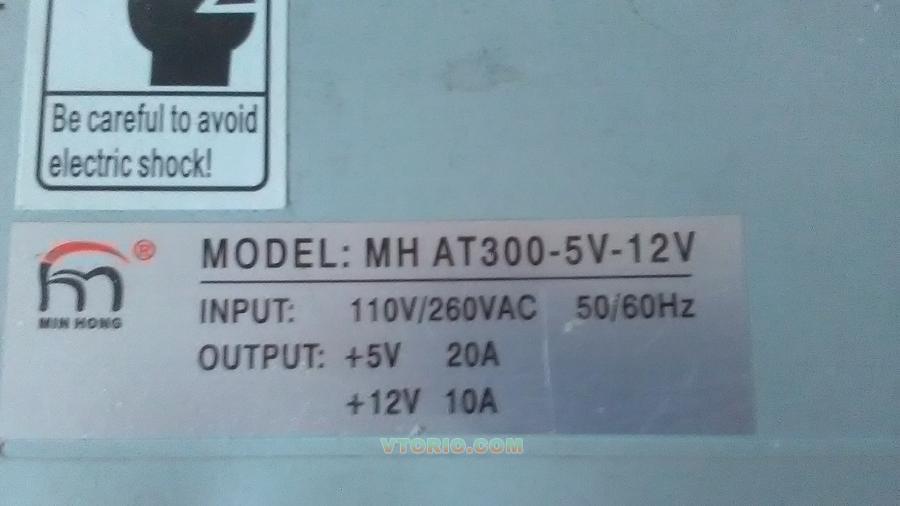 Be careful to avoid
electric shock!
®
MIN HONG
MODEL: MH AT300-5V-12V
INPUT: 110V/260VAC 50/60Hz
OUTPUT: +5V 20A
+12V 10A
VTORIO.COM